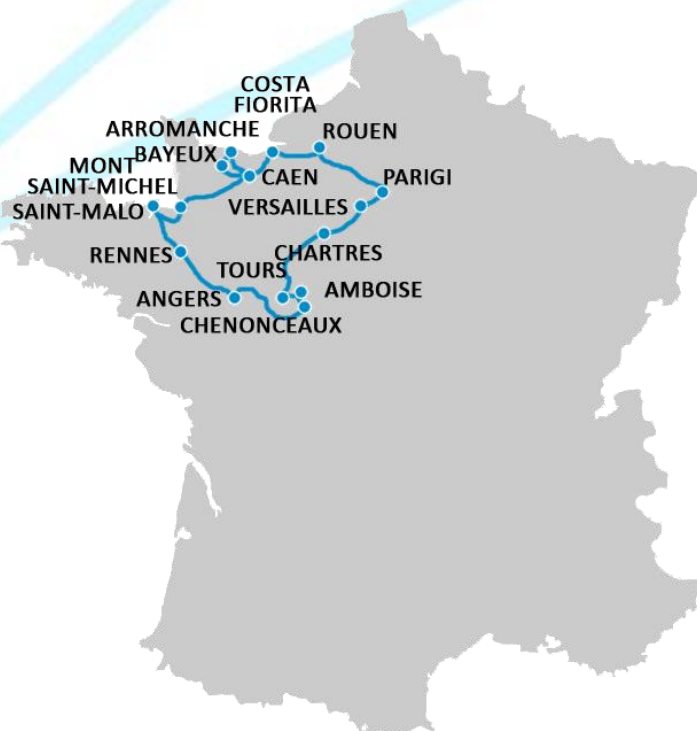 COSTA
FIORITA
ARROMANCHE
ROUEN
BAYEUX
MONT
SAINT-MICHEL
CAEN
PARIGI
SAINT-MALO
VERSAILLES
RENNES
CHARTRES
TOURS
AMBOISE
ANGERS
CHENONCEAUX